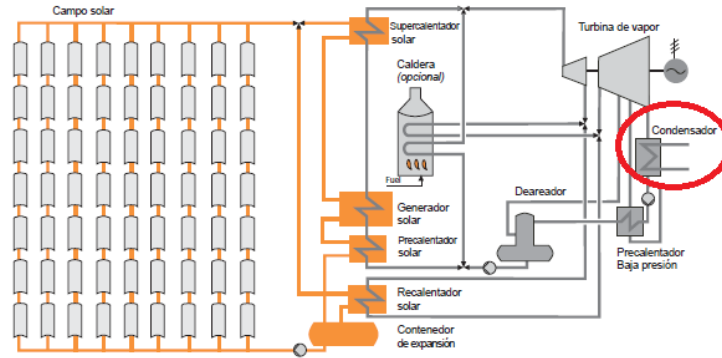 Campo solar
Supercalentador
solar
Turbina de vapor
Caldera
(opcional)
Condensador
Fuel
Generador
solar
Deareador
Precalentador
solar
Precalentador
Baja presión
Recalentador
solar
Contenedor
de expansión